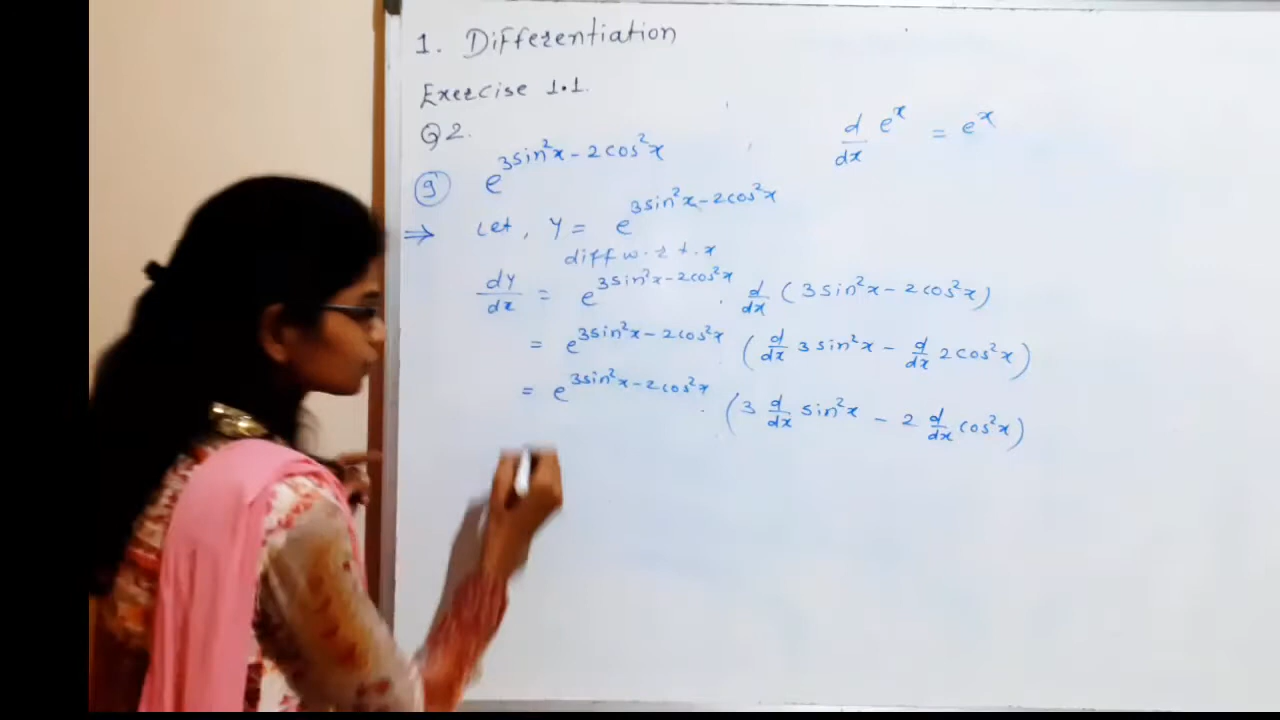 1. Differentiation
Exercise 1.1.
Q2.
d/dx e^x = e^x
⑨ e^(3sin²x – 2cos²x)
⇒ Let, Y = e^(3sin²x – 2cos²x)
diff w.r.t.x
dY/dx = e^(3sin²x – 2cos²x) . d/dx (3sin²x – 2cos²x)
= e^(3sin²x – 2cos²x) (d/dx 3sin²x – d/dx 2cos²x)
= e^(3sin²x – 2cos²x) . (3 d/dx sin²x – 2 d/dx cos²x)